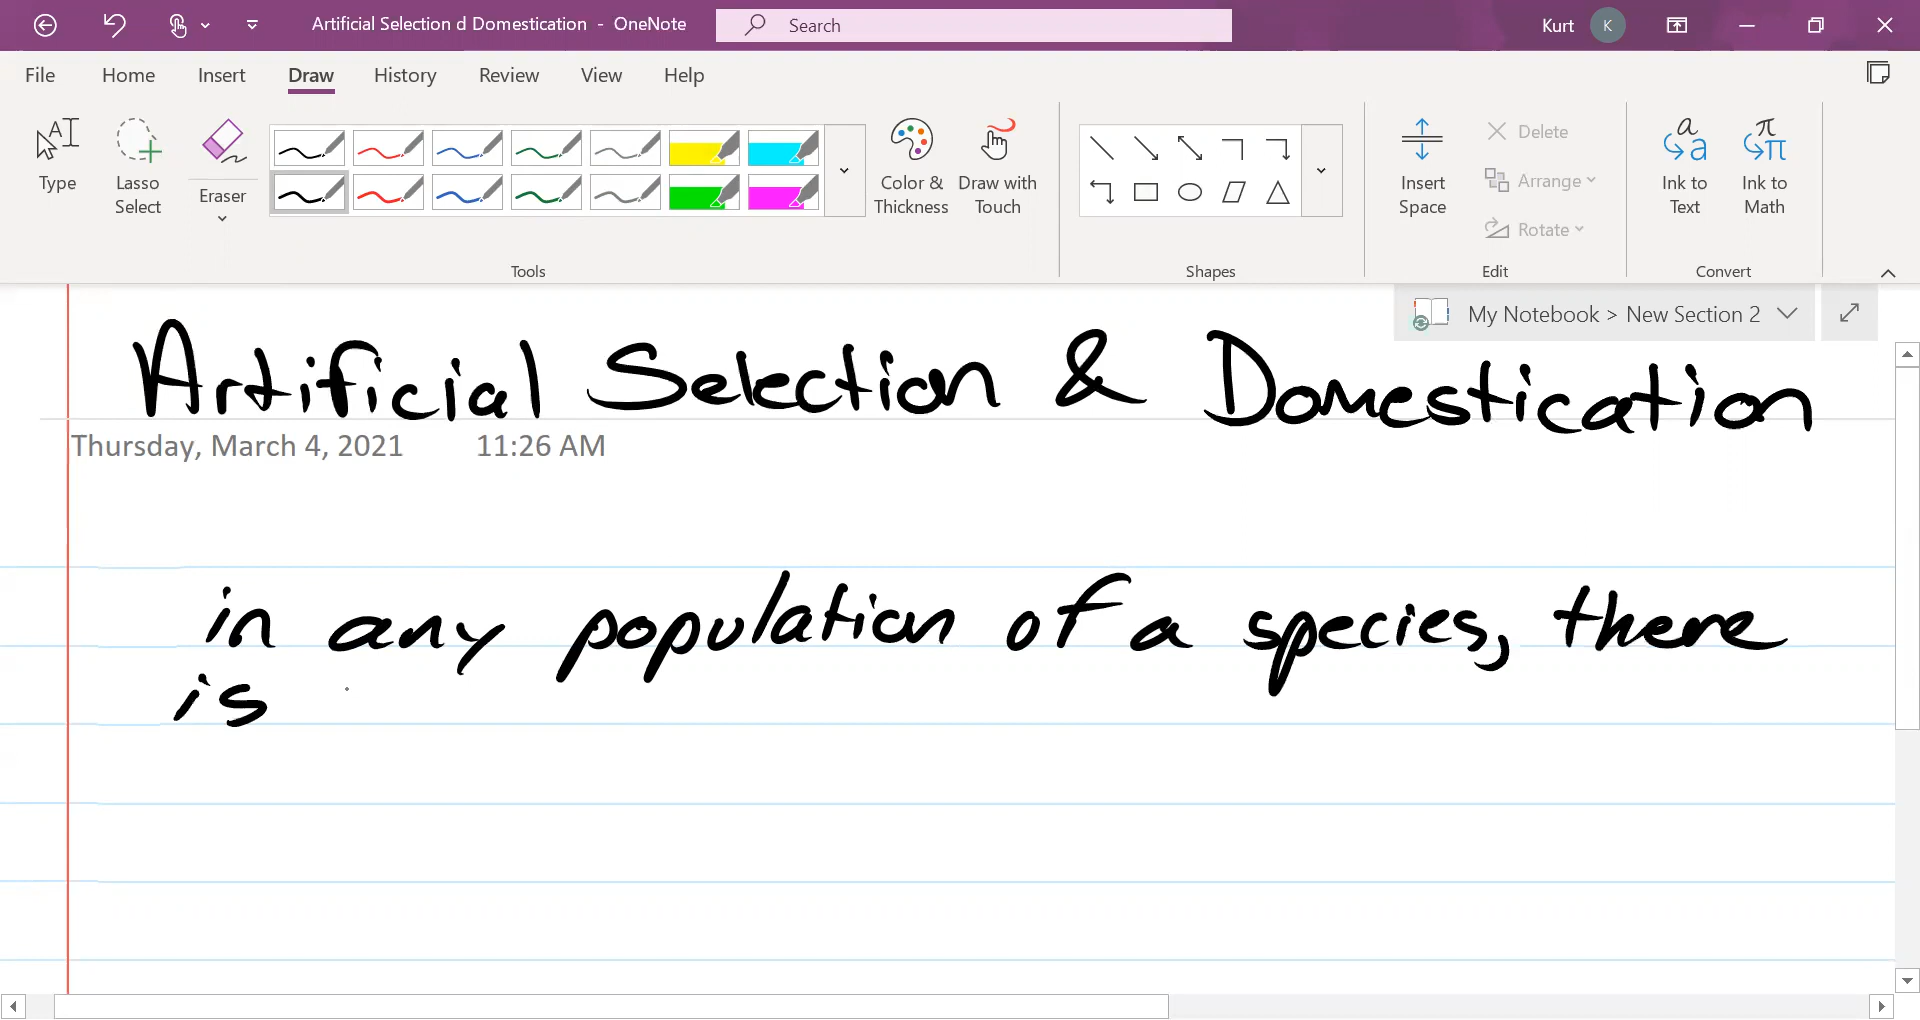 Artificial Selection d Domestication - OneNote
Search
Kurt K
File Home Insert Draw History Review View Help
Type
Lasso Select
Eraser
Color & Thickness
Draw with Touch
Insert Space
Delete
Arrange
Rotate
Ink to Text
Ink to Math
Tools Shapes Edit Convert
My Notebook > New Section 2
Artificial Selection & Domestication
Thursday, March 4, 2021 11:26 AM
in any population of a species, there
is